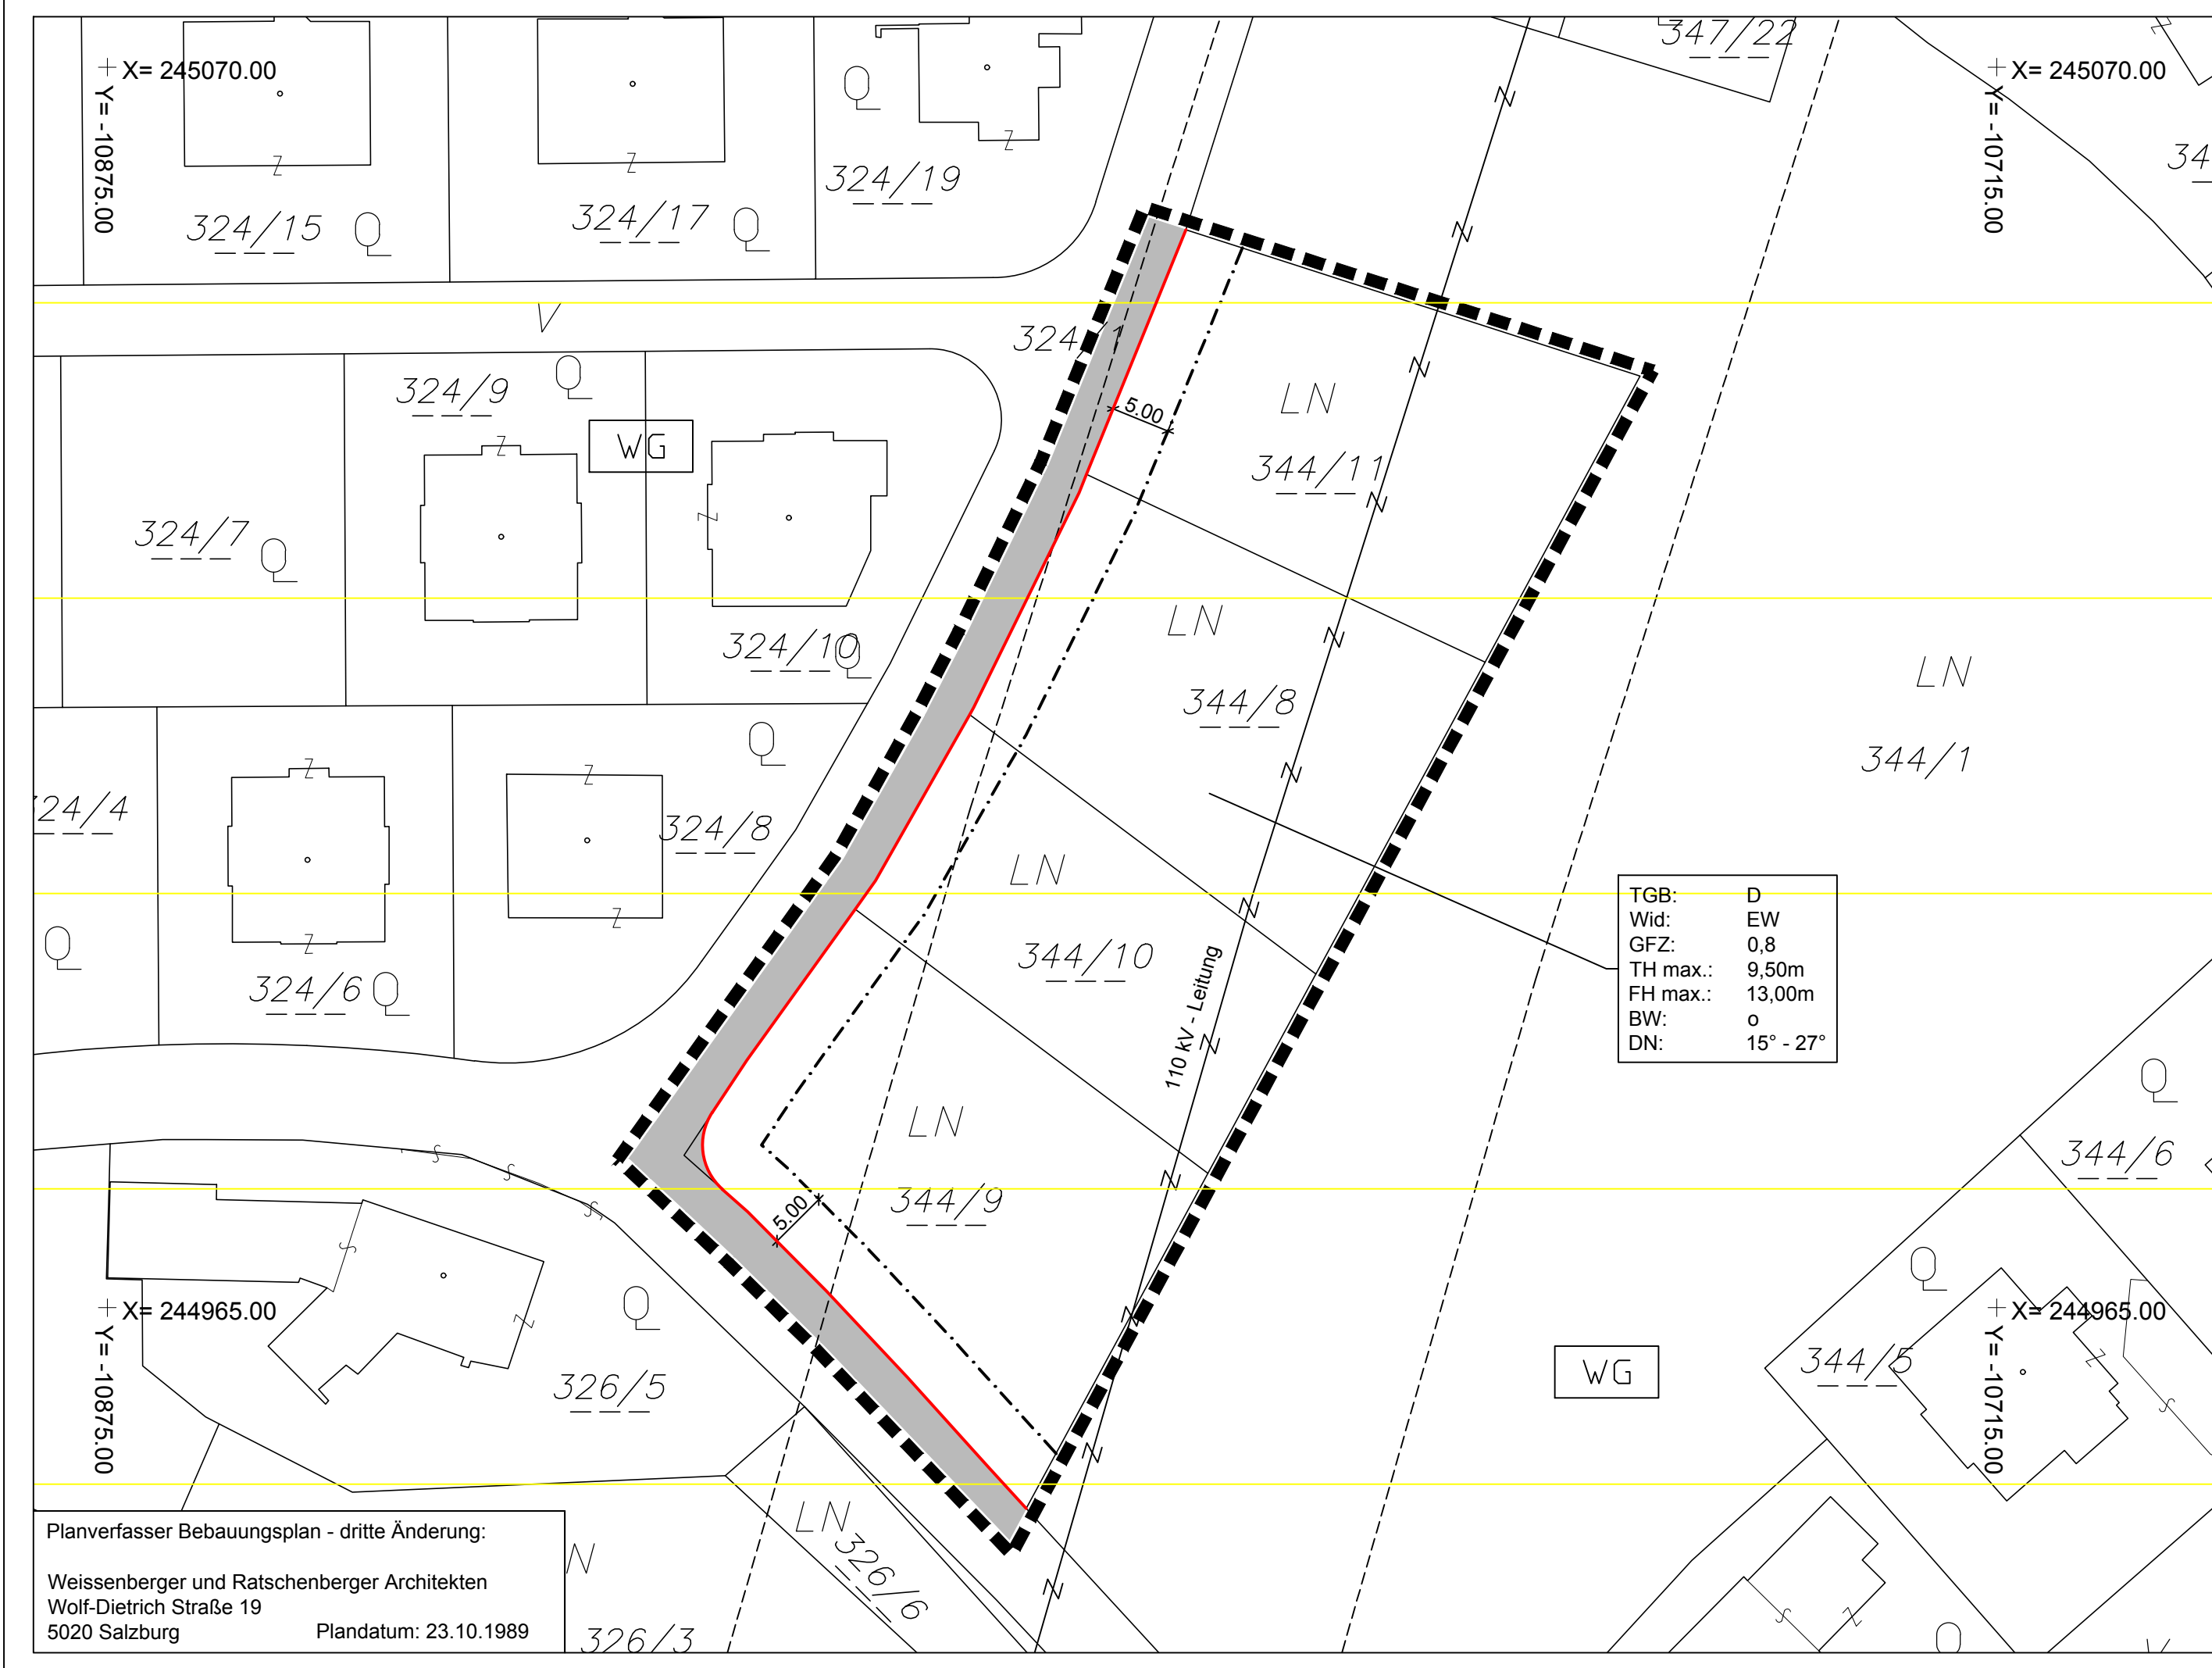 347/22
X= 245070.00
Y= -10875.00
X= 245070.00
Y= -10715.00
34
324/19
324/15
324/17
324/1
324/9
WG
LN
344/11
5.00
324/7
324/10
LN
344/8
LN
344/1
324/4
324/8
LN
344/10
324/6
110 kV - Leitung
TGB: D
Wid: EW
GFZ: 0,8
TH max.: 9,50m
FH max.: 13,00m
BW: o
DN: 15° - 27°
LN
344/9
5.00
344/6
X= 244965.00
Y= -10875.00
X= 244965.00
Y= -10715.00
326/5
WG
344/5
LN
326/6
N
326/3
Planverfasser Bebauungsplan - dritte Änderung:
Weissenberger und Ratschenberger Architekten
Wolf-Dietrich Straße 19
5020 Salzburg Plandatum: 23.10.1989